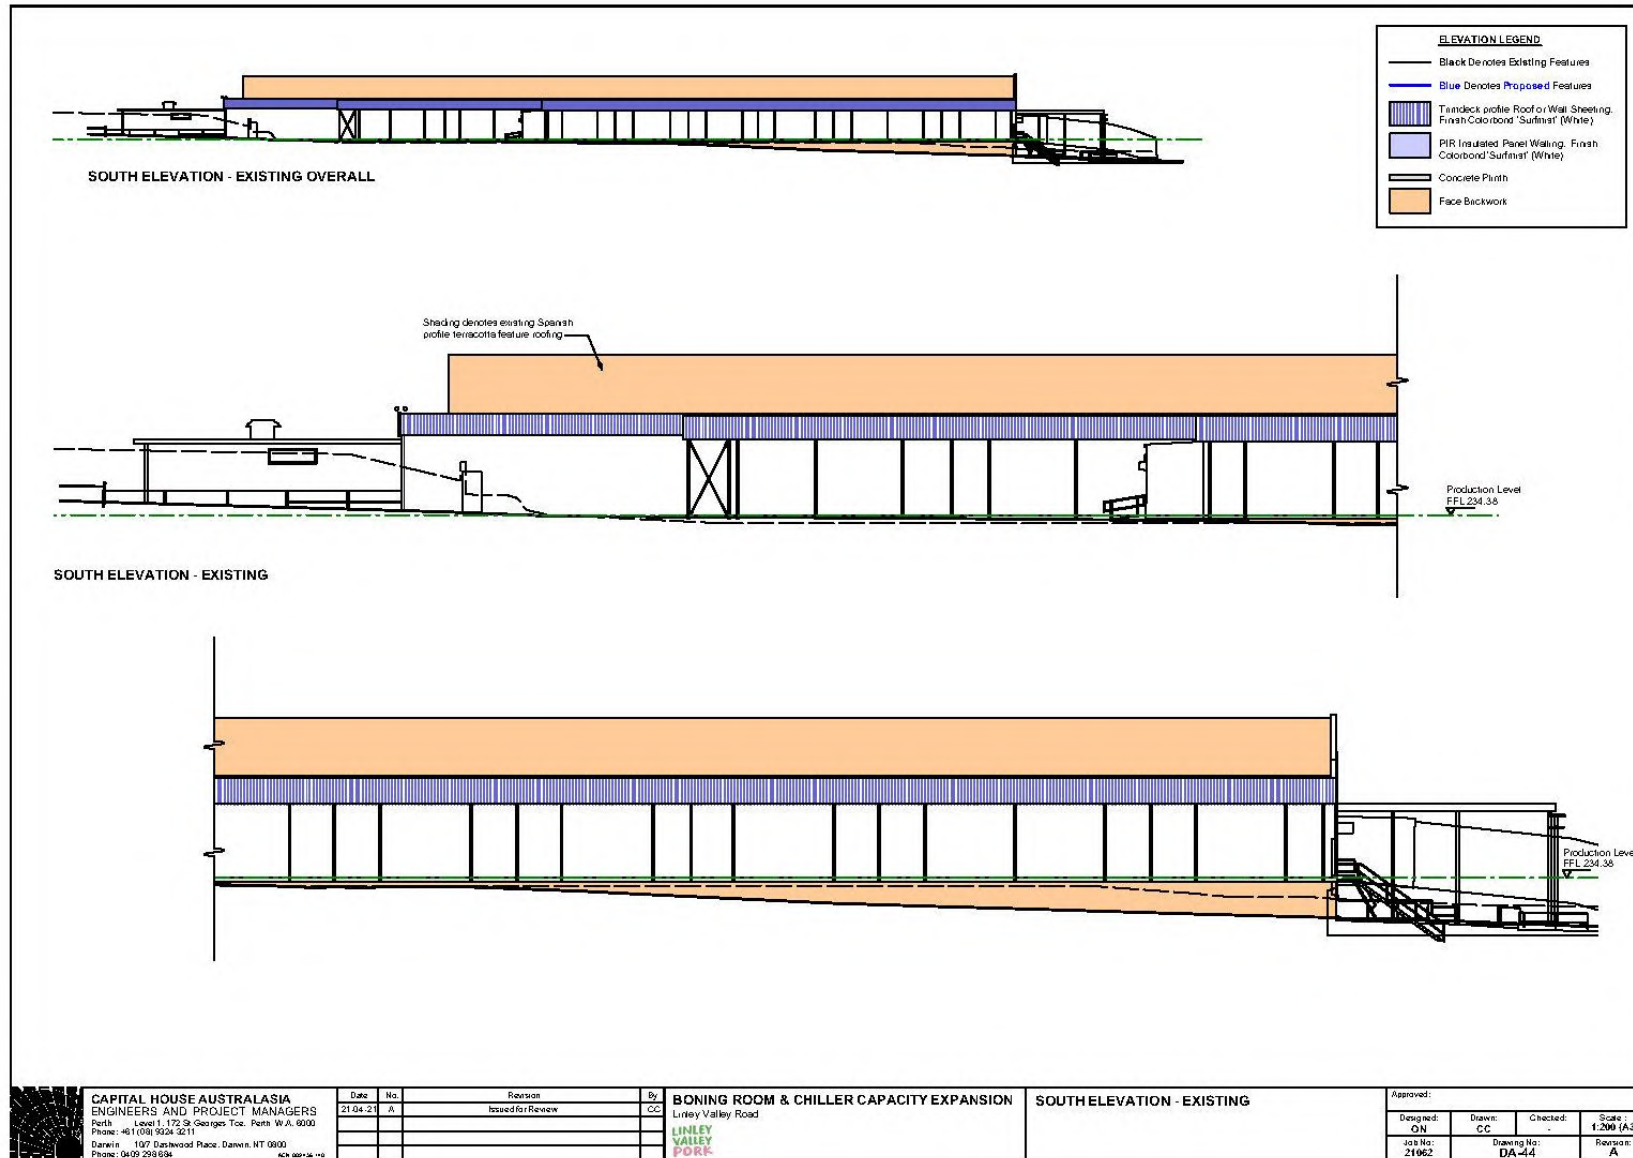 ELEVATION LEGEND
Black Denotes Existing Features
Blue Denotes Proposed Features
Trimdeck profile Roof or Wall Sheeting.
Finish Colorbond 'Surfmist' (White)
PIR Insulated Panel Walling. Finish
Colorbond 'Surfmist' (White)
Concrete Plinth
Face Brickwork
SOUTH ELEVATION - EXISTING OVERALL
Shading denotes existing Spanish
profile terracotta feature roofing
Production Level
FFL 234.38
SOUTH ELEVATION - EXISTING
Production Leve
FFL 234.38
CAPITAL HOUSE AUSTRALASIA
ENGINEERS AND PROJECT MANAGERS
Perth Level 1, 172 St Georges Tce. Perth W.A. 6000
Phone: +61 (08) 9324 3211
Darwin 10/7 Dashwood Place. Darwin. NT 0800
Phone: 0409 298 684
Date No. Revision By
21-04-21 A Issued for Review CC
BONING ROOM & CHILLER CAPACITY EXPANSION
Linley Valley Road
LINLEY
VALLEY
PORK
SOUTH ELEVATION - EXISTING
Approved:
Designed: Drawn: Checked: Scale :
QN CC - 1:200 (A3
Job No: Drawing No: Revision:
21062 DA-44 A